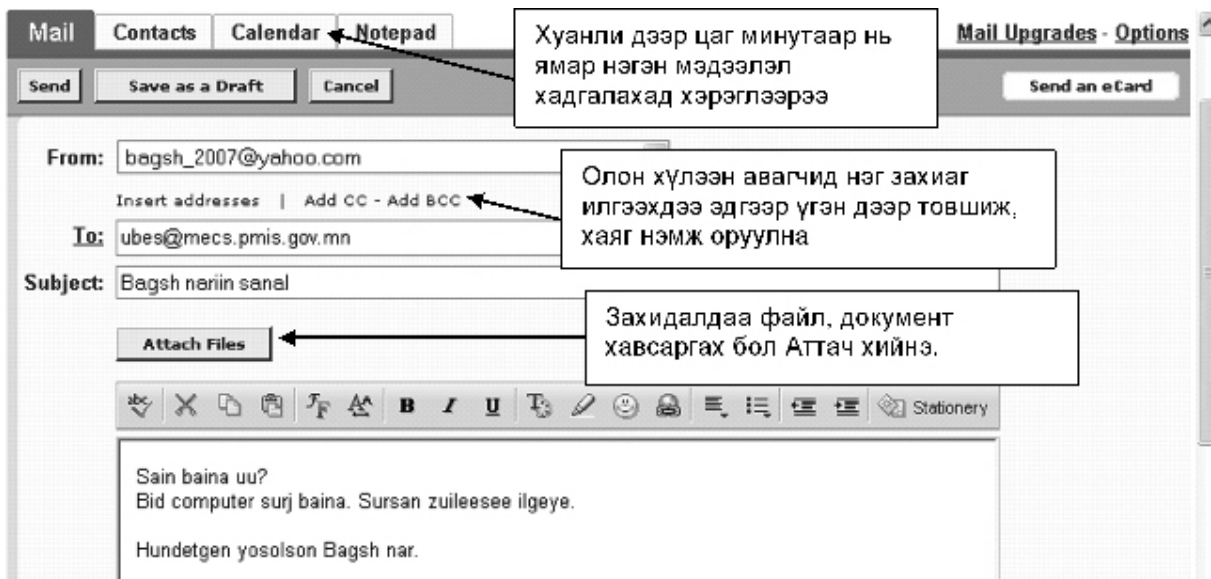 Mail Contacts Calendar Notepad Mail Upgrades - Options
Хуанли дээр цаг минутаар нь
ямар нэгэн мэдээлэл
хадгалахад хэрэглээрээ
Send Save as a Draft Cancel Send an eCard
From: bagsh_2007@yahoo.com
Insert addresses | Add CC - Add BCC
Олон хүлээн авагчид нэг захиаг
илгээхдээ эдгээр үгэн дээр товшиж,
хаяг нэмж оруулна
To: ubes@mecs.pmis.gov.mn
Subject: Bagsh nariin sanal
Attach Files
Захидалдаа файл, документ
хавсаргах бол Аттач хийнэ.
abc B I U Stationery
Sain baina uu?
Bid computer surj baina. Sursan zuileesee ilgeye.
Hundetgen yosolson Bagsh nar.